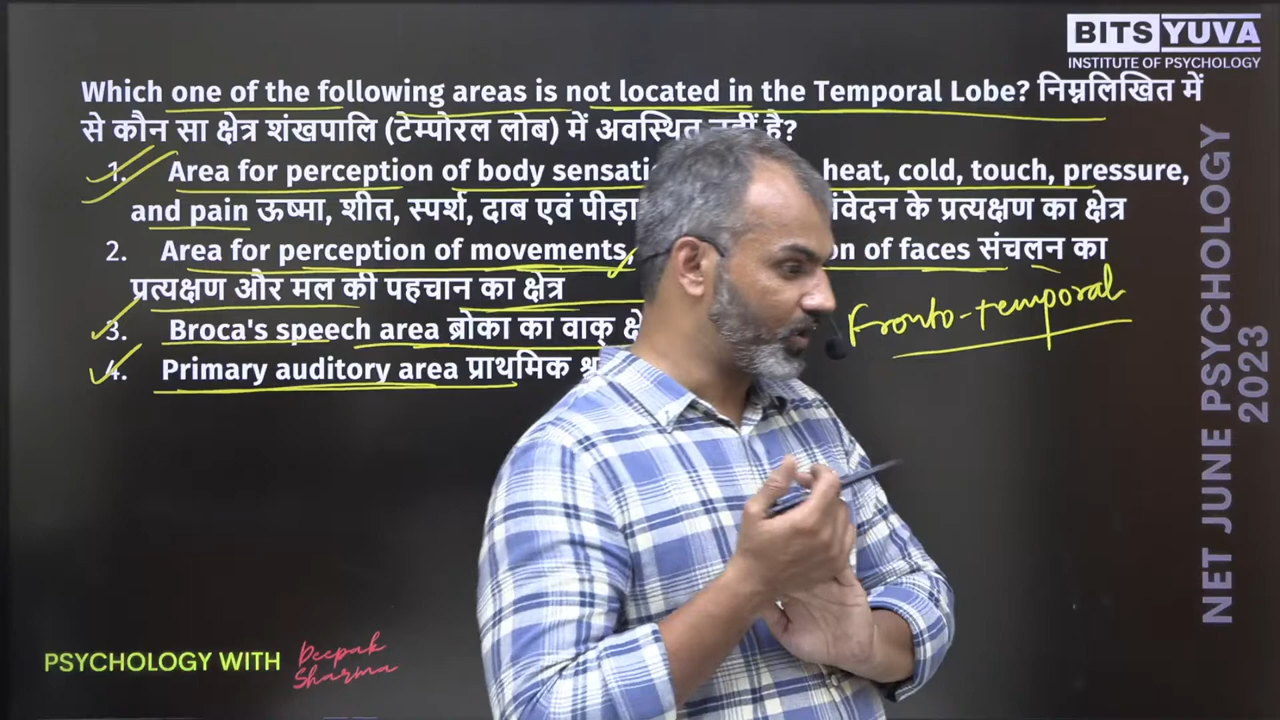 BITS YUVA
INSTITUTE OF PSYCHOLOGY
Which one of the following areas is not located in the Temporal Lobe? निम्नलिखित में
से कौन सा क्षेत्र शंखपालि (टेम्पोरल लोब) में अवस्थित नहीं है?
1. Area for perception of body heat, cold, touch, pressure,
and pain ऊष्मा, शीत, स्पर्श, दाब एवं पीड़ा के प्रत्यक्षण का क्षेत्र
2. Area for perception of movements, of faces संचलन का
प्रत्यक्षण और मल की पहचान का क्षेत्र
3. Broca's speech area ब्रोका का वाक्
Fronto-temporal
4. Primary auditory area प्राथमिक
NET JUNE PSYCHOLOGY
2023
PSYCHOLOGY WITH Deepak
Sharma